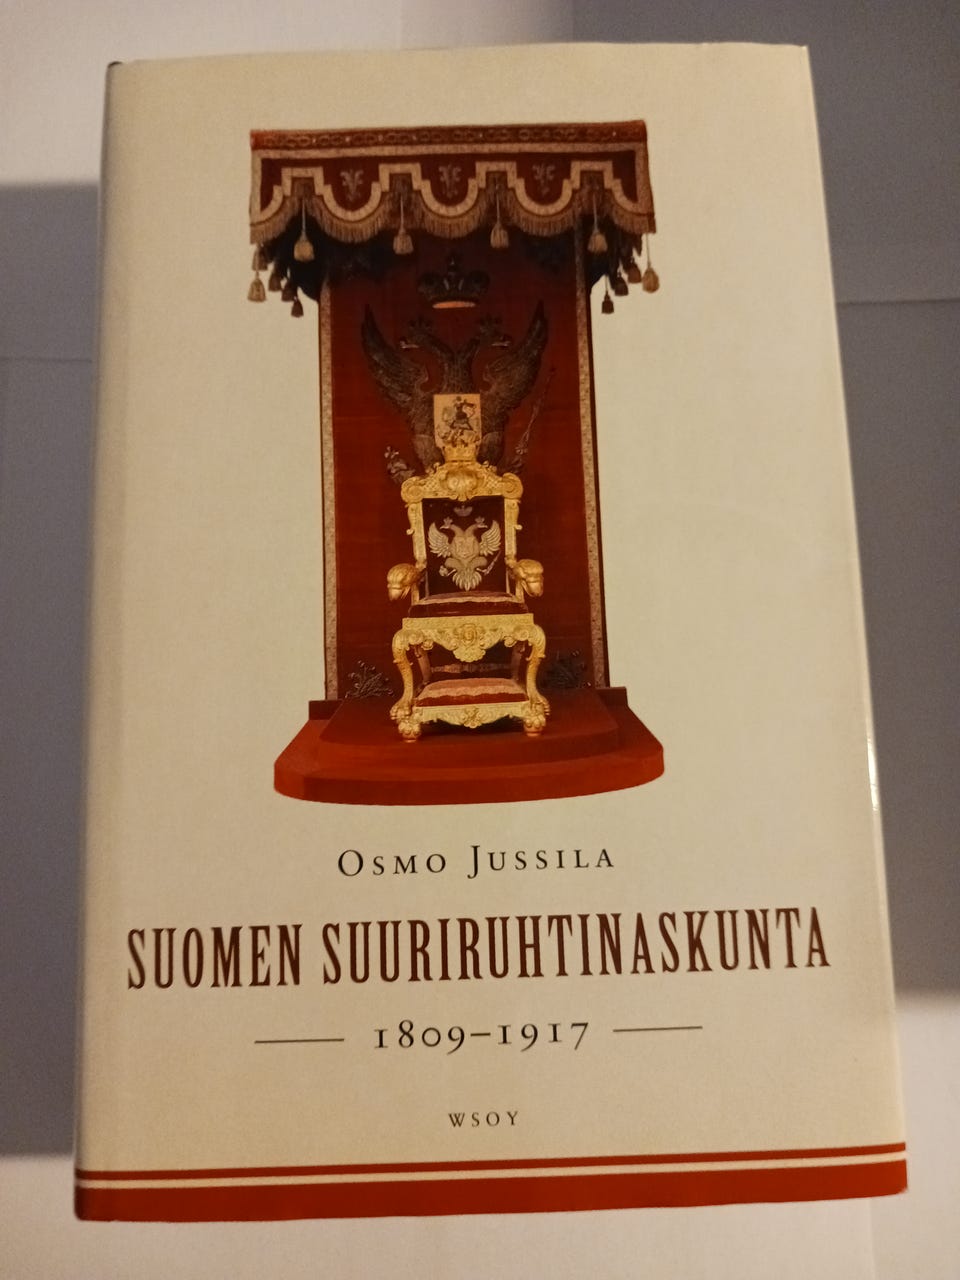 OSMO JUSSILA
SUOMEN SUURIRUHTINASKUNTA
1809–1917
WSOY